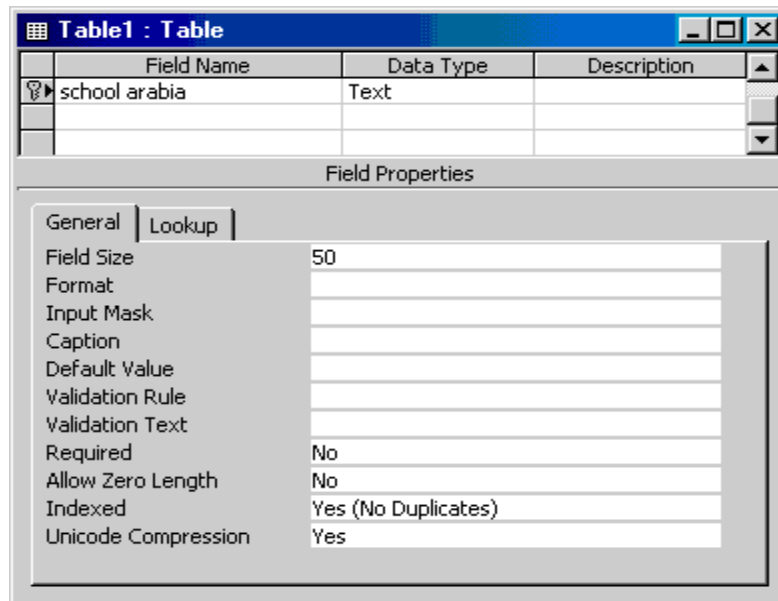 Table1 : Table
Field Name Data Type Description
school arabia Text
Field Properties
General Lookup
Field Size 50
Format
Input Mask
Caption
Default Value
Validation Rule
Validation Text
Required No
Allow Zero Length No
Indexed Yes (No Duplicates)
Unicode Compression Yes